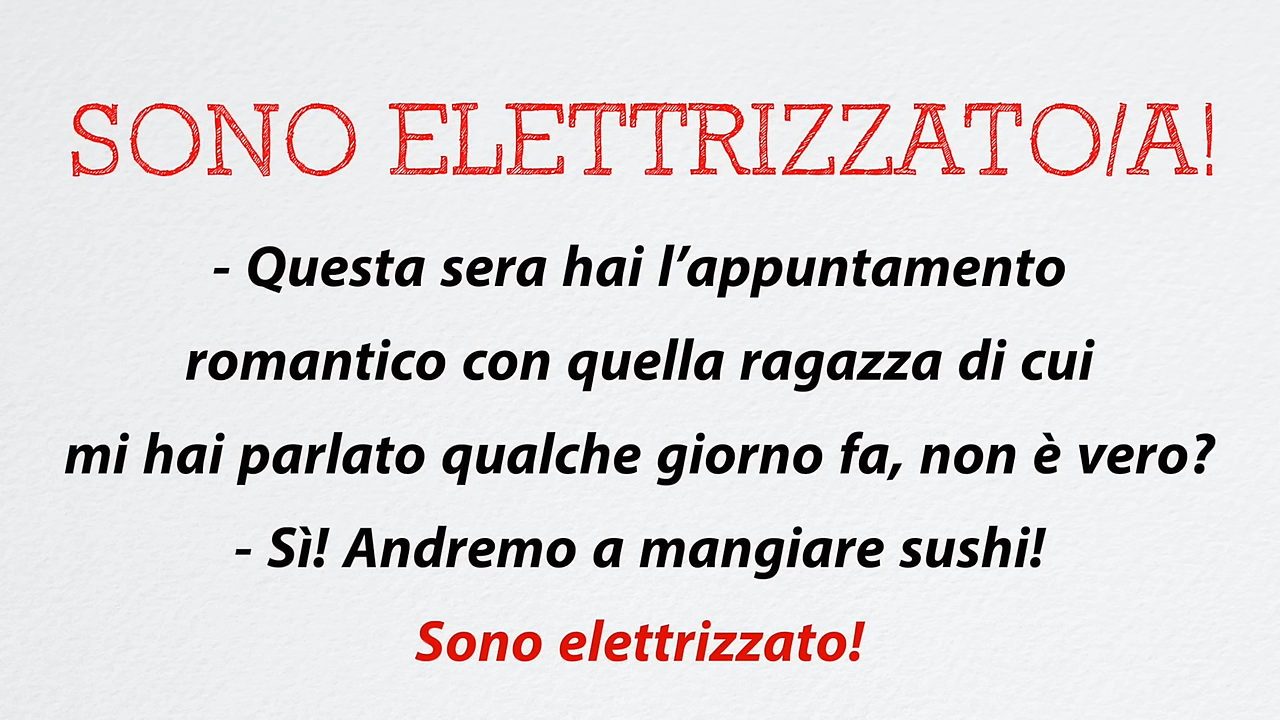 SONO ELETTRIZZATO/A!
- Questa sera hai l’appuntamento
romantico con quella ragazza di cui
mi hai parlato qualche giorno fa, non è vero?
- Sì! Andremo a mangiare sushi!
Sono elettrizzato!